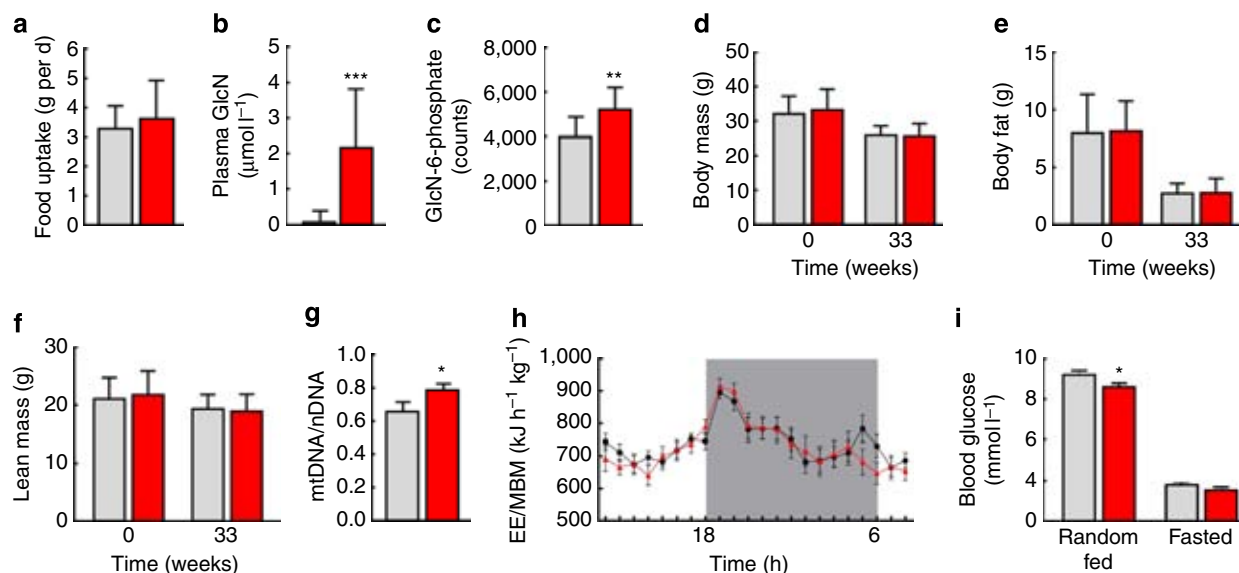 a
Food uptake (g per d)
6
5
4
3
2
1
0
b
Plasma GlcN
(μmol l⁻¹)
5
4
3
2
1
0
***
c
GlcN-6-phosphate
(counts)
8,000
6,000
4,000
2,000
0
**
d
Body mass (g)
50
40
30
20
10
0
0 33
Time (weeks)
e
Body fat (g)
15
10
5
0
0 33
Time (weeks)
f
Lean mass (g)
30
20
10
0
0 33
Time (weeks)
g
mtDNA/nDNA
1.0
0.8
0.6
0.4
0.2
0.0
*
h
EE/MBM (kJ h⁻¹ kg⁻¹)
1,000
900
800
700
600
500
18 6
Time (h)
i
Blood glucose
(mmol l⁻¹)
10
8
6
4
2
0
*
Random Fasted
fed